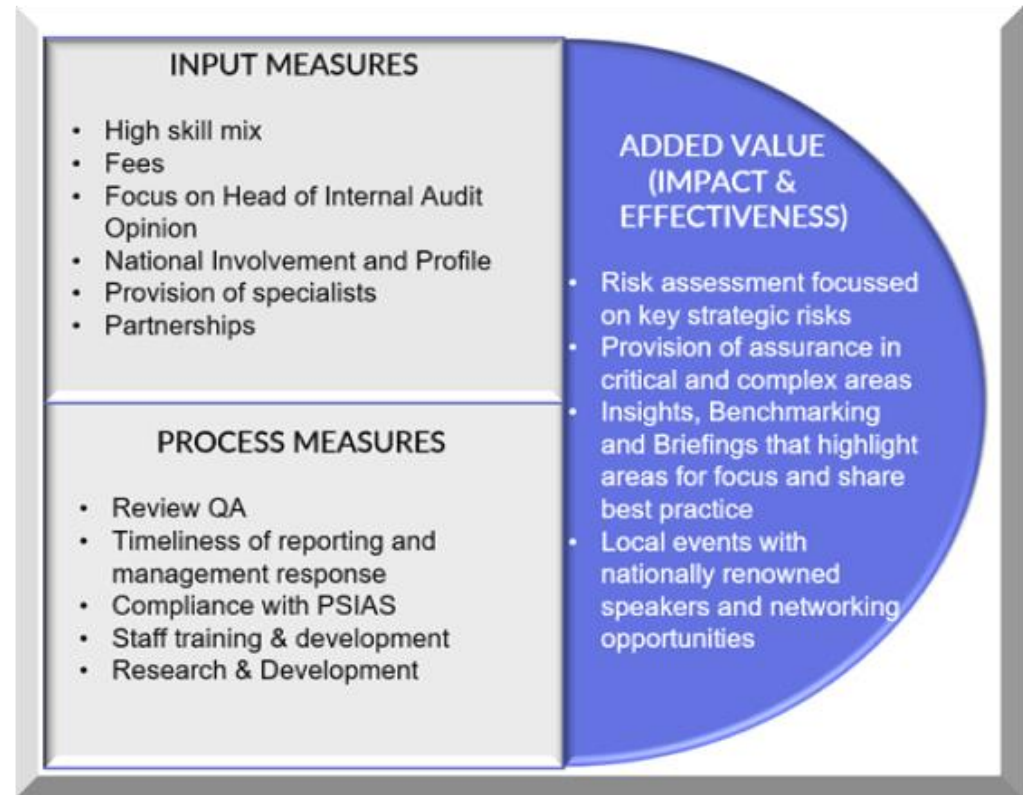 INPUT MEASURES
• High skill mix
• Fees
• Focus on Head of Internal Audit
Opinion
• National Involvement and Profile
• Provision of specialists
• Partnerships
PROCESS MEASURES
• Review QA
• Timeliness of reporting and
management response
• Compliance with PSIAS
• Staff training & development
• Research & Development
ADDED VALUE
(IMPACT &
EFFECTIVENESS)
• Risk assessment focussed
on key strategic risks
• Provision of assurance in
critical and complex areas
• Insights, Benchmarking
and Briefings that highlight
areas for focus and share
best practice
• Local events with
nationally renowned
speakers and networking
opportunities